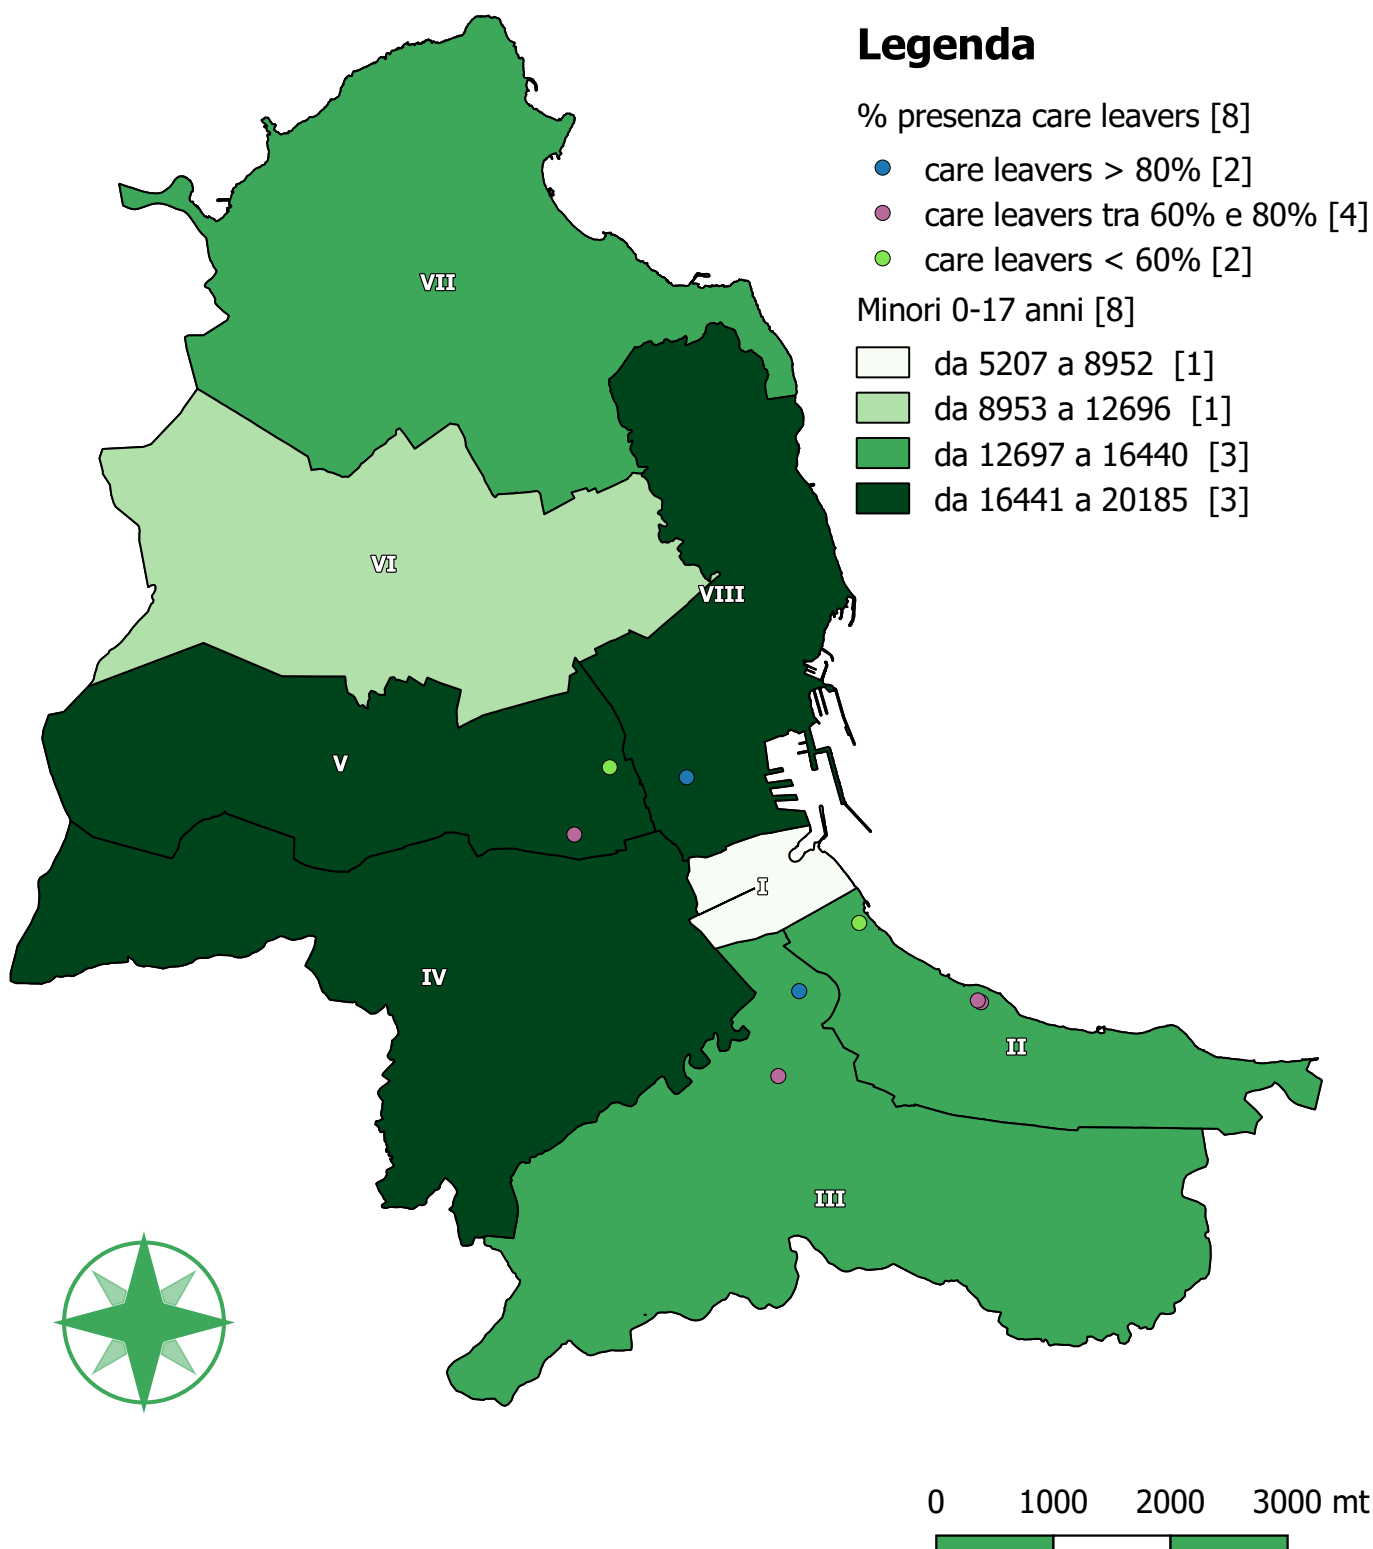 Legenda
% presenza care leavers [8]
care leavers > 80% [2]
care leavers tra 60% e 80% [4]
care leavers < 60% [2]
Minori 0-17 anni [8]
da 5207 a 8952 [1]
da 8953 a 12696 [1]
da 12697 a 16440 [3]
da 16441 a 20185 [3]
VII
VI
VIII
V
I
IV
II
III
0 1000 2000 3000 mt